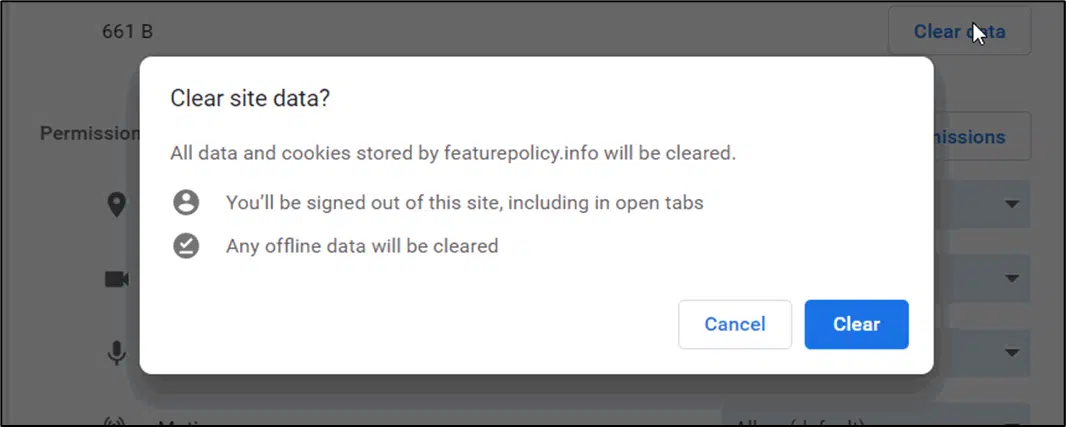 661 B
Clear data
Clear site data?
Permission
All data and cookies stored by featurepolicy.info will be cleared.
You’ll be signed out of this site, including in open tabs
Any offline data will be cleared
Cancel
Clear